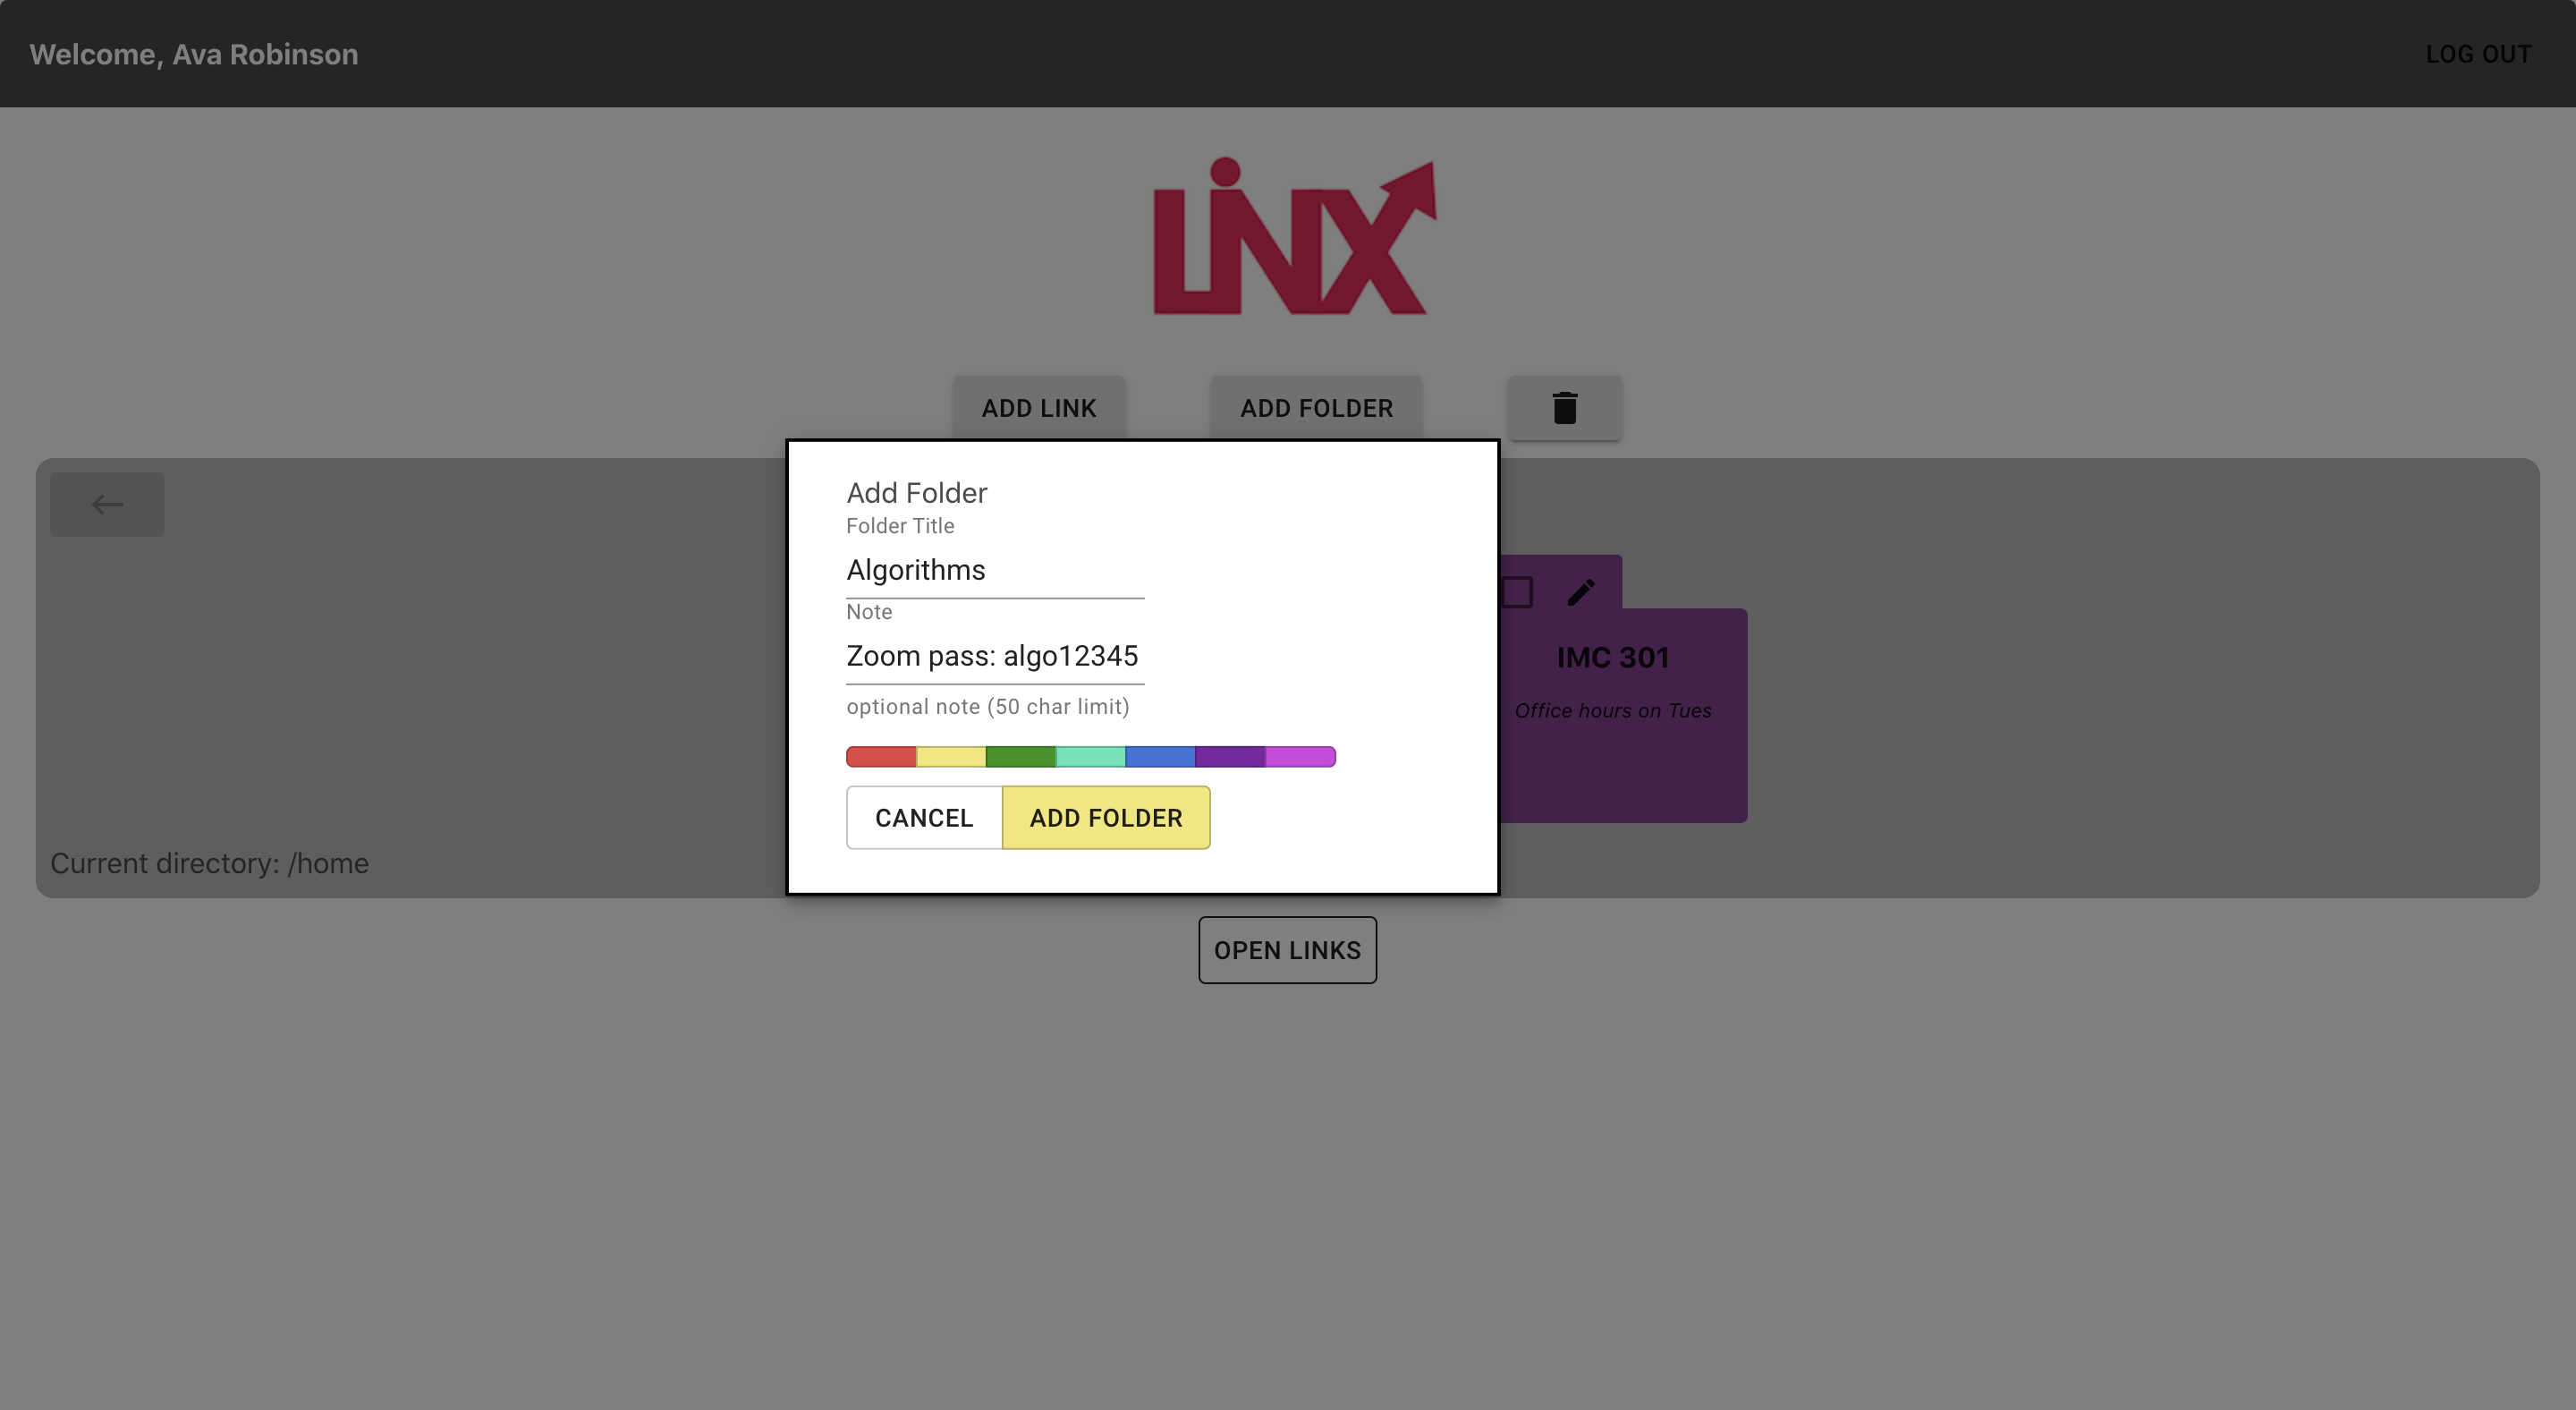 Welcome, Ava Robinson
LOG OUT
LiNX
ADD LINK
ADD FOLDER
Add Folder
Folder Title
Algorithms
Note
Zoom pass: algo12345
optional note (50 char limit)
CANCEL
ADD FOLDER
IMC 301
Office hours on Tues
Current directory: /home
OPEN LINKS